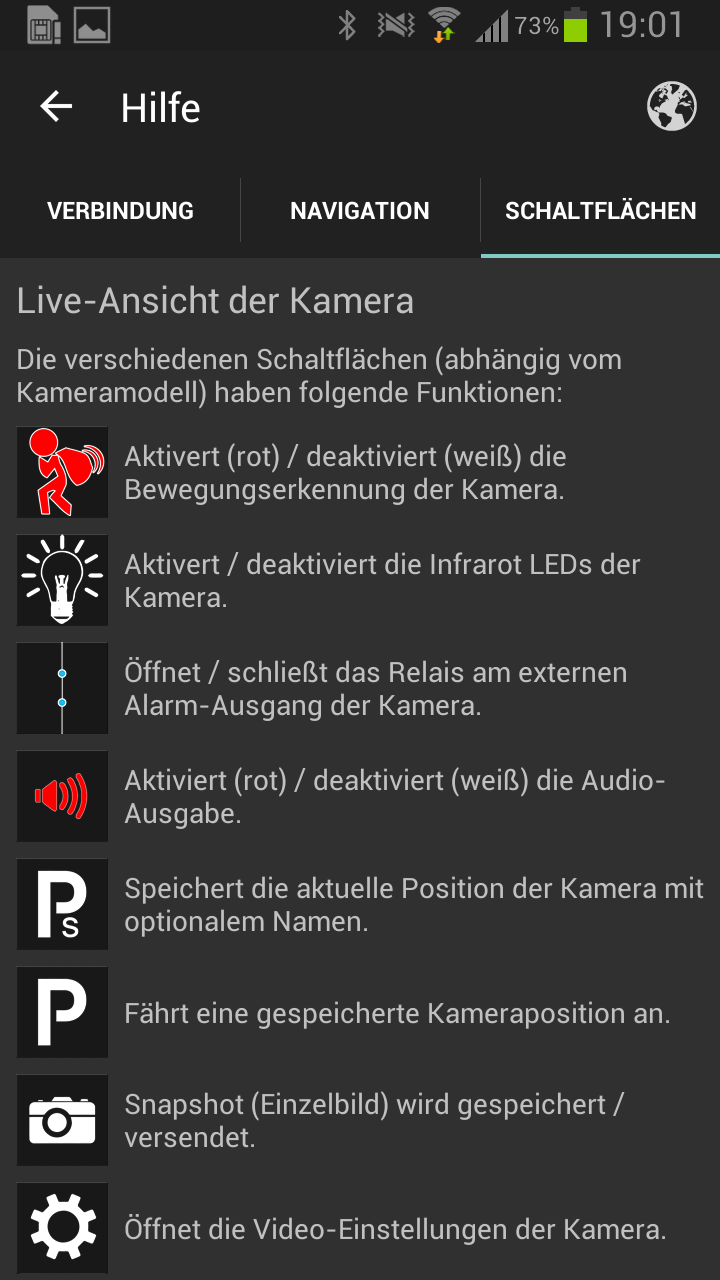 73% 19:01
Hilfe
VERBINDUNG NAVIGATION SCHALTFLÄCHEN
Live-Ansicht der Kamera
Die verschiedenen Schaltflächen (abhängig vom
Kameramodell) haben folgende Funktionen:
Aktivert (rot) / deaktiviert (weiß) die
Bewegungserkennung der Kamera.
Aktivert / deaktiviert die Infrarot LEDs der
Kamera.
Öffnet / schließt das Relais am externen
Alarm-Ausgang der Kamera.
Aktiviert (rot) / deaktiviert (weiß) die Audio-
Ausgabe.
Ps
Speichert die aktuelle Position der Kamera mit
optionalem Namen.
P
Fährt eine gespeicherte Kameraposition an.
Snapshot (Einzelbild) wird gespeichert /
versendet.
Öffnet die Video-Einstellungen der Kamera.